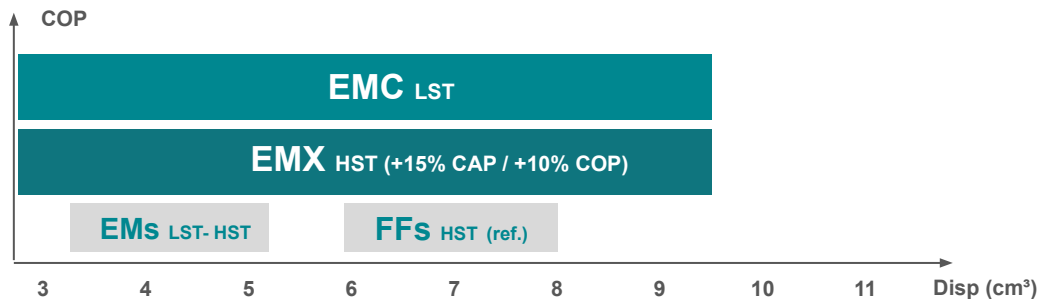 COP
EMC LST
EMX HST (+15% CAP / +10% COP)
EMs LST- HST FFs HST (ref.)
3 4 5 6 7 8 9 10 11 Disp (cm³)